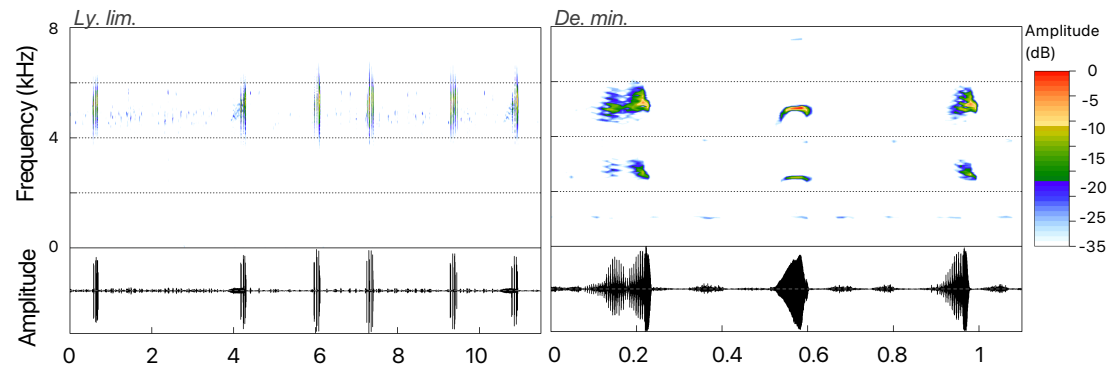 Ly. lim.
De. min.
Amplitude
(dB)
8
4
0
Frequency (kHz)
Amplitude
0
-5
-10
-15
-20
-25
-35
0 2 4 6 8 10
0 0.2 0.4 0.6 0.8 1